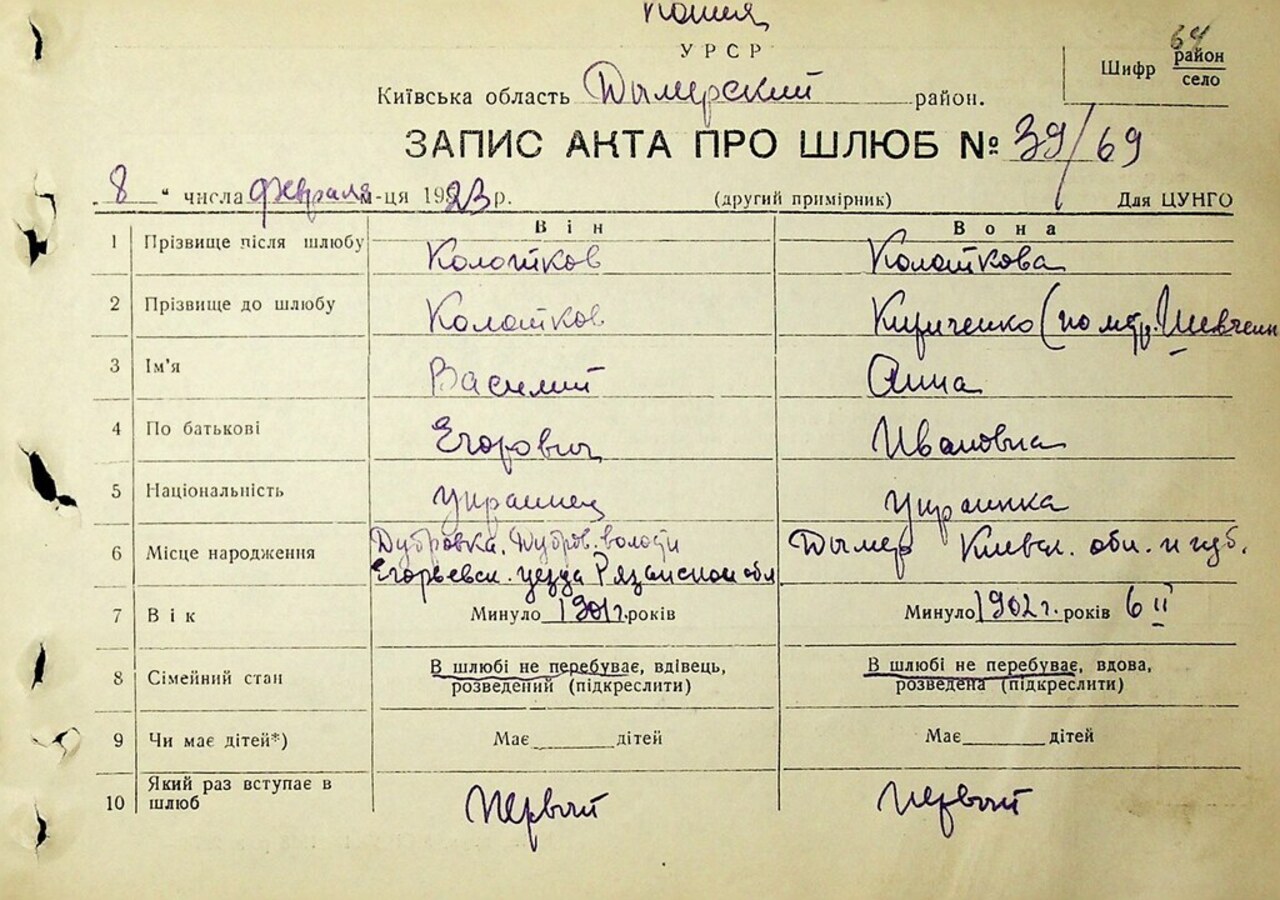 Копия
УРСР
64
Шифр район
село
Київська область Дымерский район.
ЗАПИС АКТА ПРО ШЛЮБ № 39/69
„8“ числа февраля м-ця 1923 р. (другий примірник) Для ЦУНГО
Він Вона
1 Прізвище після шлюбу Колотков Колоткова
2 Прізвище до шлюбу Колотков Кириченко (по мтр. Шевченк
3 Ім'я Василий Анна
4 По батькові Егорович Ивановна
5 Національність украинец украинка
6 Місце народження Дубровка. Дубров. волости Дымер Киевск. обл. и губ.
Егорьевск. уезда Рязанской обл
7 Вік Минуло 1901г. років Минуло 1902 г. років 6 II
8 Сімейний стан В шлюбі не перебуває, вдівець, В шлюбі не перебуває, вдова,
розведений (підкреслити) розведена (підкреслити)
9 Чи має дітей*) Має дітей Має дітей
10 Який раз вступає в шлюб первый первый